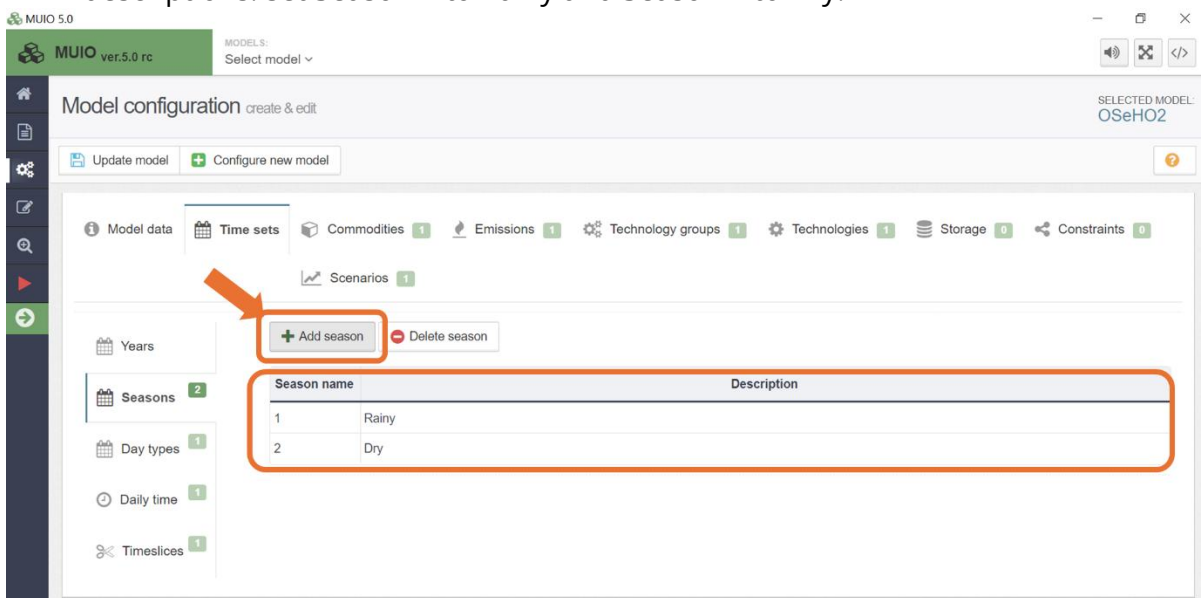 MUIO 5.0
MUIO ver.5.0 rc
MODELS:
Select model
Model configuration create & edit
SELECTED MODEL:
OSeHO2
Update model
Configure new model
Model data
Time sets
Commodities 1
Emissions 1
Technology groups 1
Technologies 1
Storage 0
Constraints 0
Scenarios 1
Years
Seasons 2
Day types 1
Daily time 1
Timeslices 1
Add season
Delete season
Season name Description
1 Rainy
2 Dry